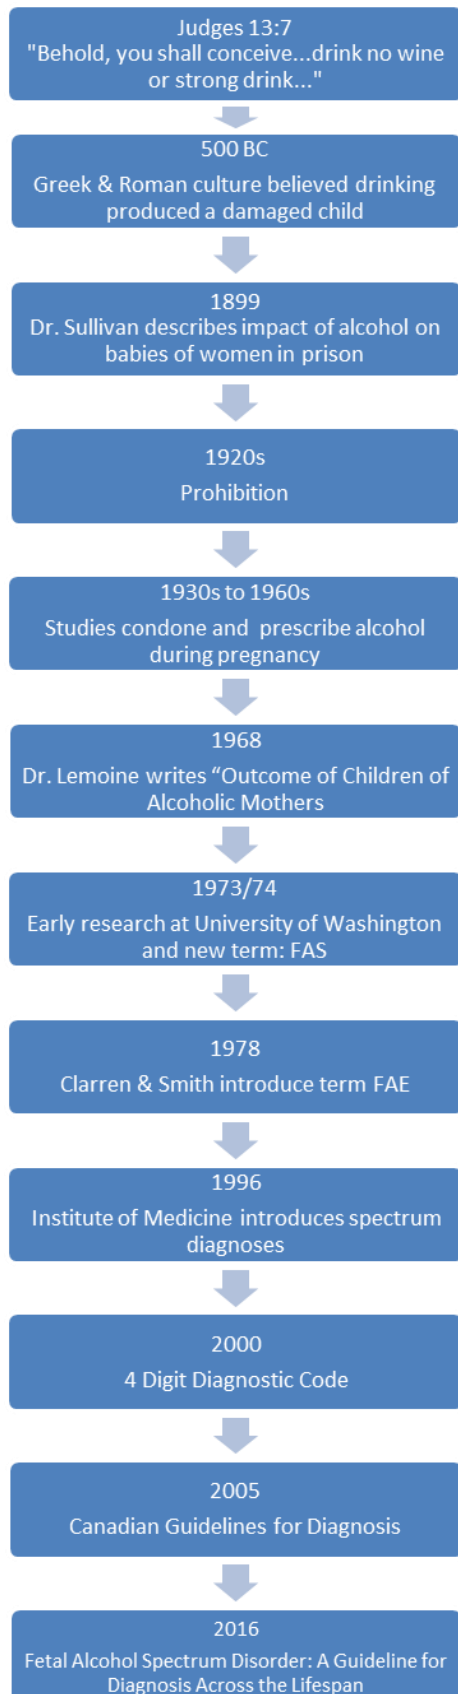 Judges 13:7
"Behold, you shall conceive...drink no wine
or strong drink..."
500 BC
Greek & Roman culture believed drinking
produced a damaged child
1899
Dr. Sullivan describes impact of alcohol on
babies of women in prison
1920s
Prohibition
1930s to 1960s
Studies condone and  prescribe alcohol
during pregnancy
1968
Dr. Lemoine writes “Outcome of Children of
Alcoholic Mothers
1973/74
Early research at University of Washington
and new term: FAS
1978
Clarren & Smith introduce term FAE
1996
Institute of Medicine introduces spectrum
diagnoses
2000
4 Digit Diagnostic Code
2005
Canadian Guidelines for Diagnosis
2016
Fetal Alcohol Spectrum Disorder: A Guideline for
Diagnosis Across the Lifespan